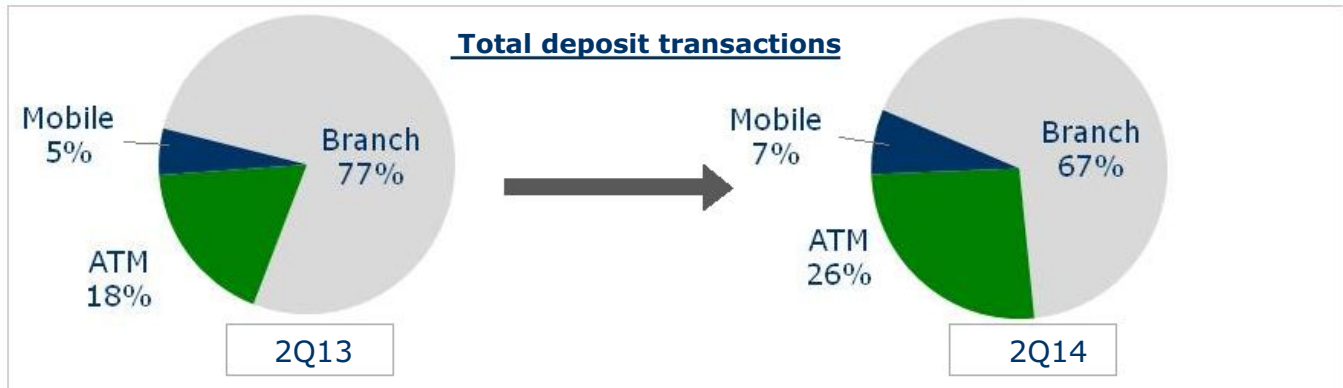 Total deposit transactions
Mobile
5%
Branch
77%
ATM
18%
2Q13
Mobile
7%
Branch
67%
ATM
26%
2Q14